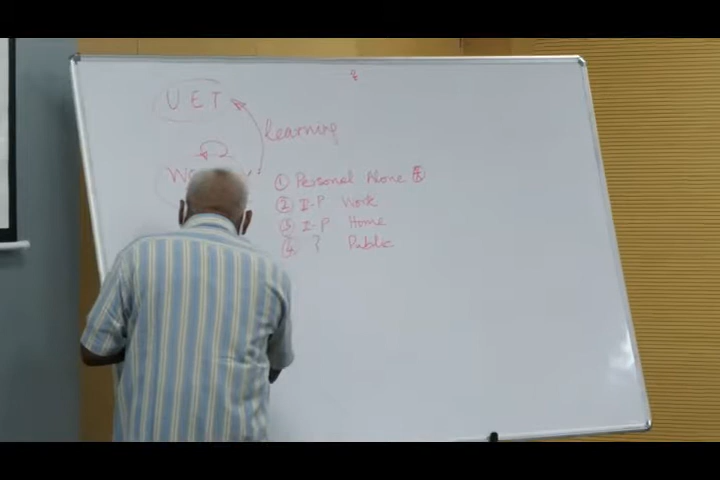 UET
Learning
① Personal Alone
② I-P Work
③ I-P Home
④ } Public